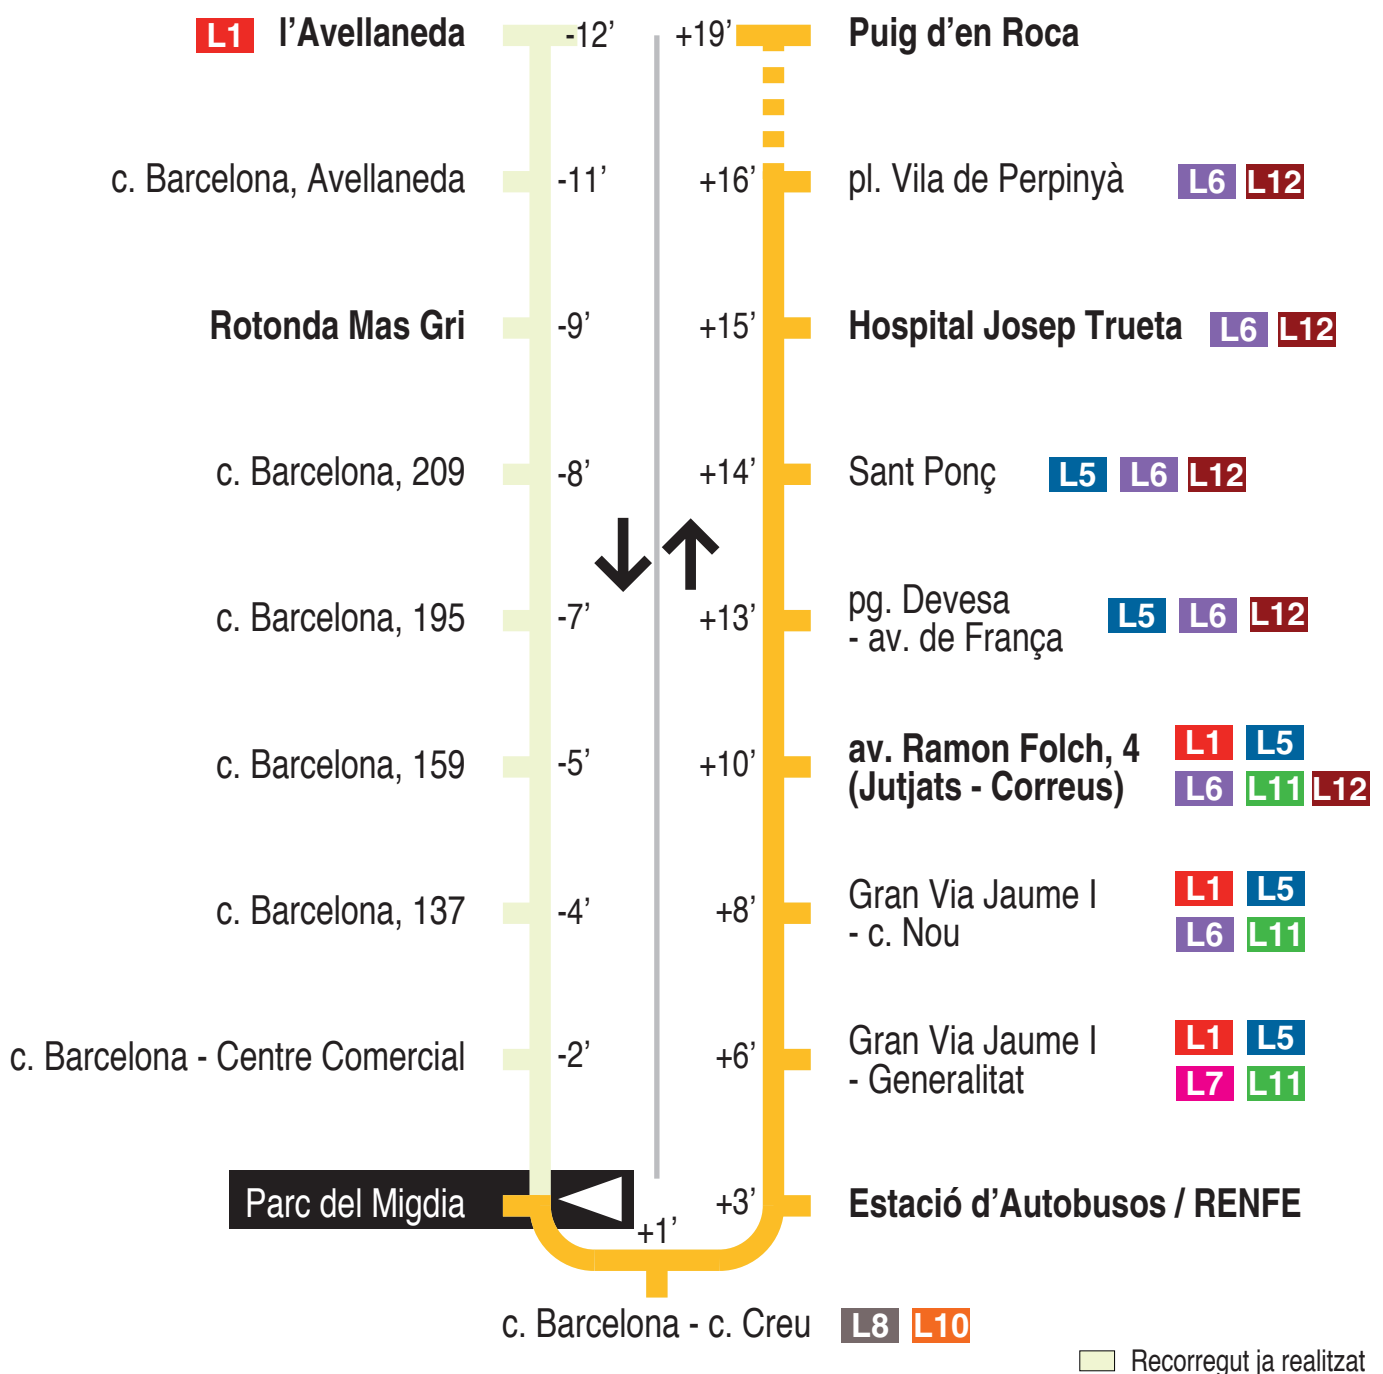 L1 l’Avellaneda -12’ +19’ Puig d’en Roca
c. Barcelona, Avellaneda -11’ +16’ pl. Vila de Perpinyà L6 L12
Rotonda Mas Gri -9’ +15’ Hospital Josep Trueta L6 L12
c. Barcelona, 209 -8’ +14’ Sant Ponç L5 L6 L12
c. Barcelona, 195 -7’ +13’ pg. Devesa
- av. de França L5 L6 L12
c. Barcelona, 159 -5’ +10’ av. Ramon Folch, 4 L1 L5
(Jutjats - Correus) L6 L11 L12
c. Barcelona, 137 -4’ +8’ Gran Via Jaume I L1 L5
- c. Nou L6 L11
c. Barcelona - Centre Comercial -2’ +6’ Gran Via Jaume I L1 L5
- Generalitat L7 L11
Parc del Migdia +3’ Estació d’Autobusos / RENFE
+1’
c. Barcelona - c. Creu L8 L10
Recorregut ja realitzat